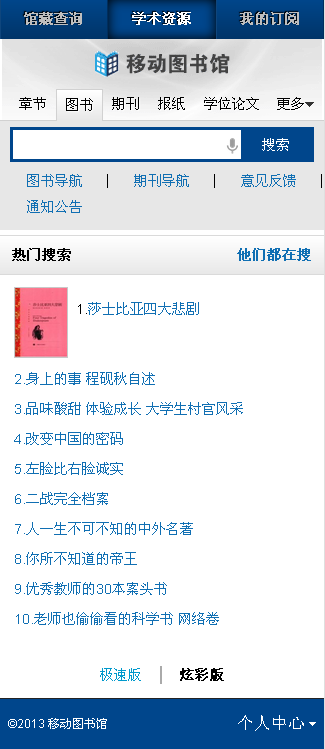 馆藏查询 学术资源 我的订阅
移动图书馆
章节 图书 期刊 报纸 学位论文 更多
搜索
图书导航 | 期刊导航 | 意见反馈 |
通知公告
热门搜索 他们都在搜
1.莎士比亚四大悲剧
2.身上的事 程砚秋自述
3.品味酸甜 体验成长 大学生村官风采
4.改变中国的密码
5.左脸比右脸诚实
6.二战完全档案
7.人一生不可不知的中外名著
8.你所不知道的帝王
9.优秀教师的30本案头书
10.老师也偷偷看的科学书 网络卷
极速版 | 炫彩版
©2013 移动图书馆 个人中心